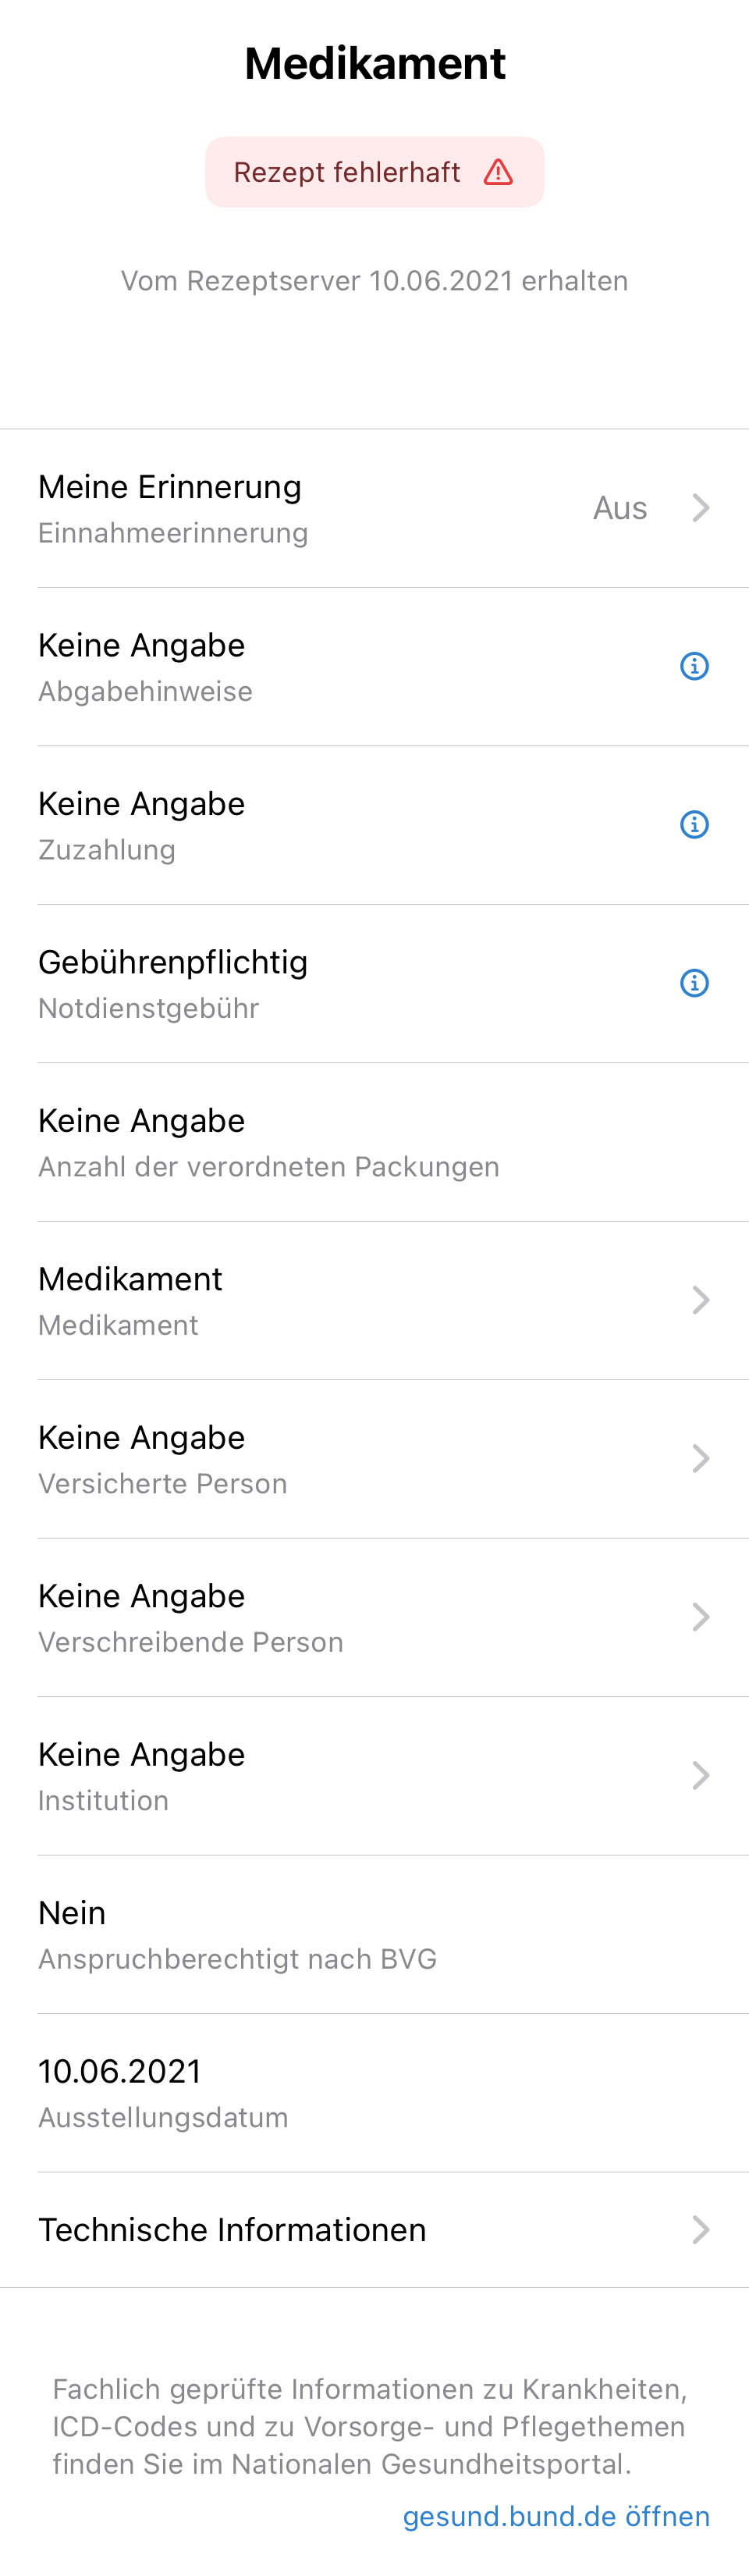 Medikament
Rezept fehlerhaft
Vom Rezeptserver 10.06.2021 erhalten
Meine Erinnerung
Einnahmeerinnerung
Aus
Keine Angabe
Abgabehinweise
Keine Angabe
Zuzahlung
Gebührenpflichtig
Notdienstgebühr
Keine Angabe
Anzahl der verordneten Packungen
Medikament
Medikament
Keine Angabe
Versicherte Person
Keine Angabe
Verschreibende Person
Keine Angabe
Institution
Nein
Anspruchberechtigt nach BVG
10.06.2021
Ausstellungsdatum
Technische Informationen
Fachlich geprüfte Informationen zu Krankheiten,
ICD-Codes und zu Vorsorge- und Pflegethemen
finden Sie im Nationalen Gesundheitsportal.
gesund.bund.de öffnen